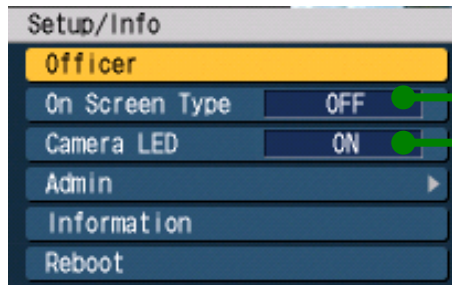 Setup/Info
Officer
On Screen Type OFF
Camera LED ON
Admin
Information
Reboot